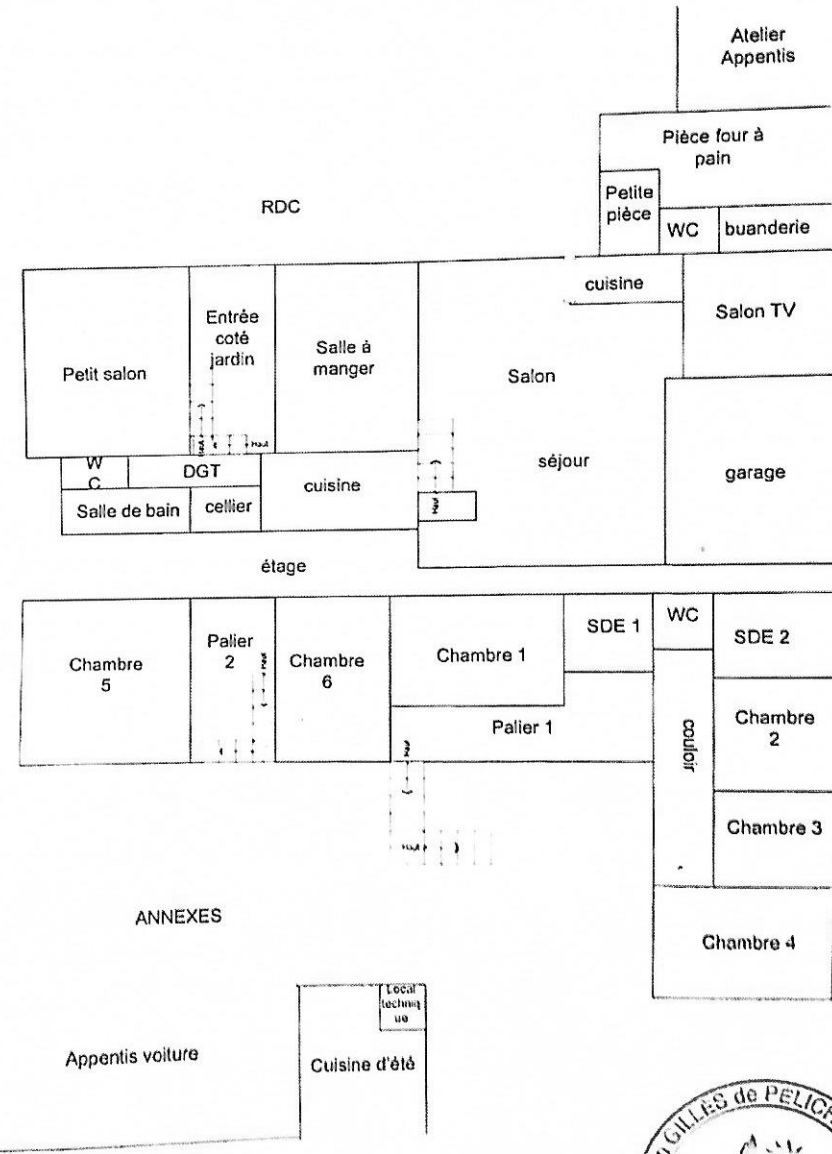 Atelier
Appentis
Pièce four à
pain
Petite
pièce
WC
buanderie
RDC
cuisine
Salon TV
Entrée
coté
jardin
Salle à
manger
Petit salon
Salon
séjour
garage
Haut
W
C
DGT
cuisine
Salle de bain
cellier
étage
Chambre
5
Palier
2
Chambre
6
Chambre 1
SDE 1
WC
SDE 2
Palier 1
couloir
Chambre
2
Chambre 3
Haut
Chambre 4
ANNEXES
Local
techniq
ue
Appentis voiture
Cuisine d'été
GILLES de PELICH